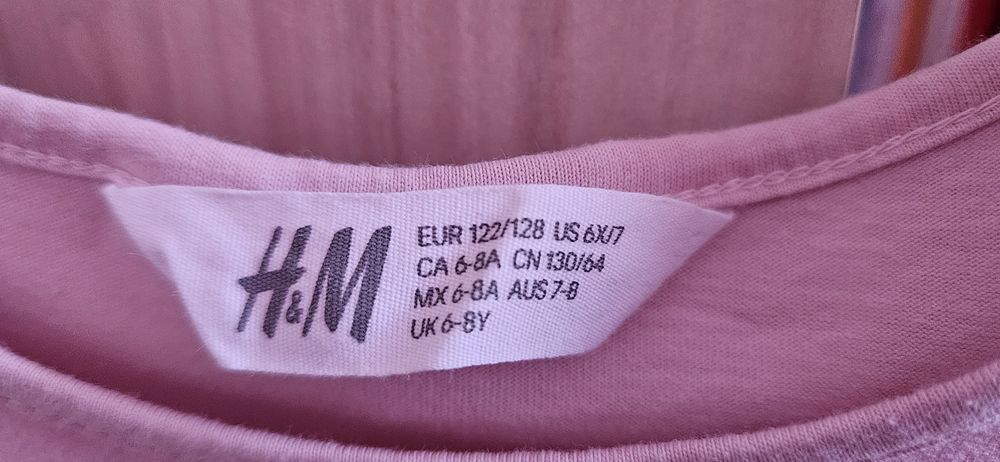 H&M
EUR 122/128 US 6X/7
CA 6-8A CN 130/64
MX 6-8A AUS 7-8
UK 6-8Y